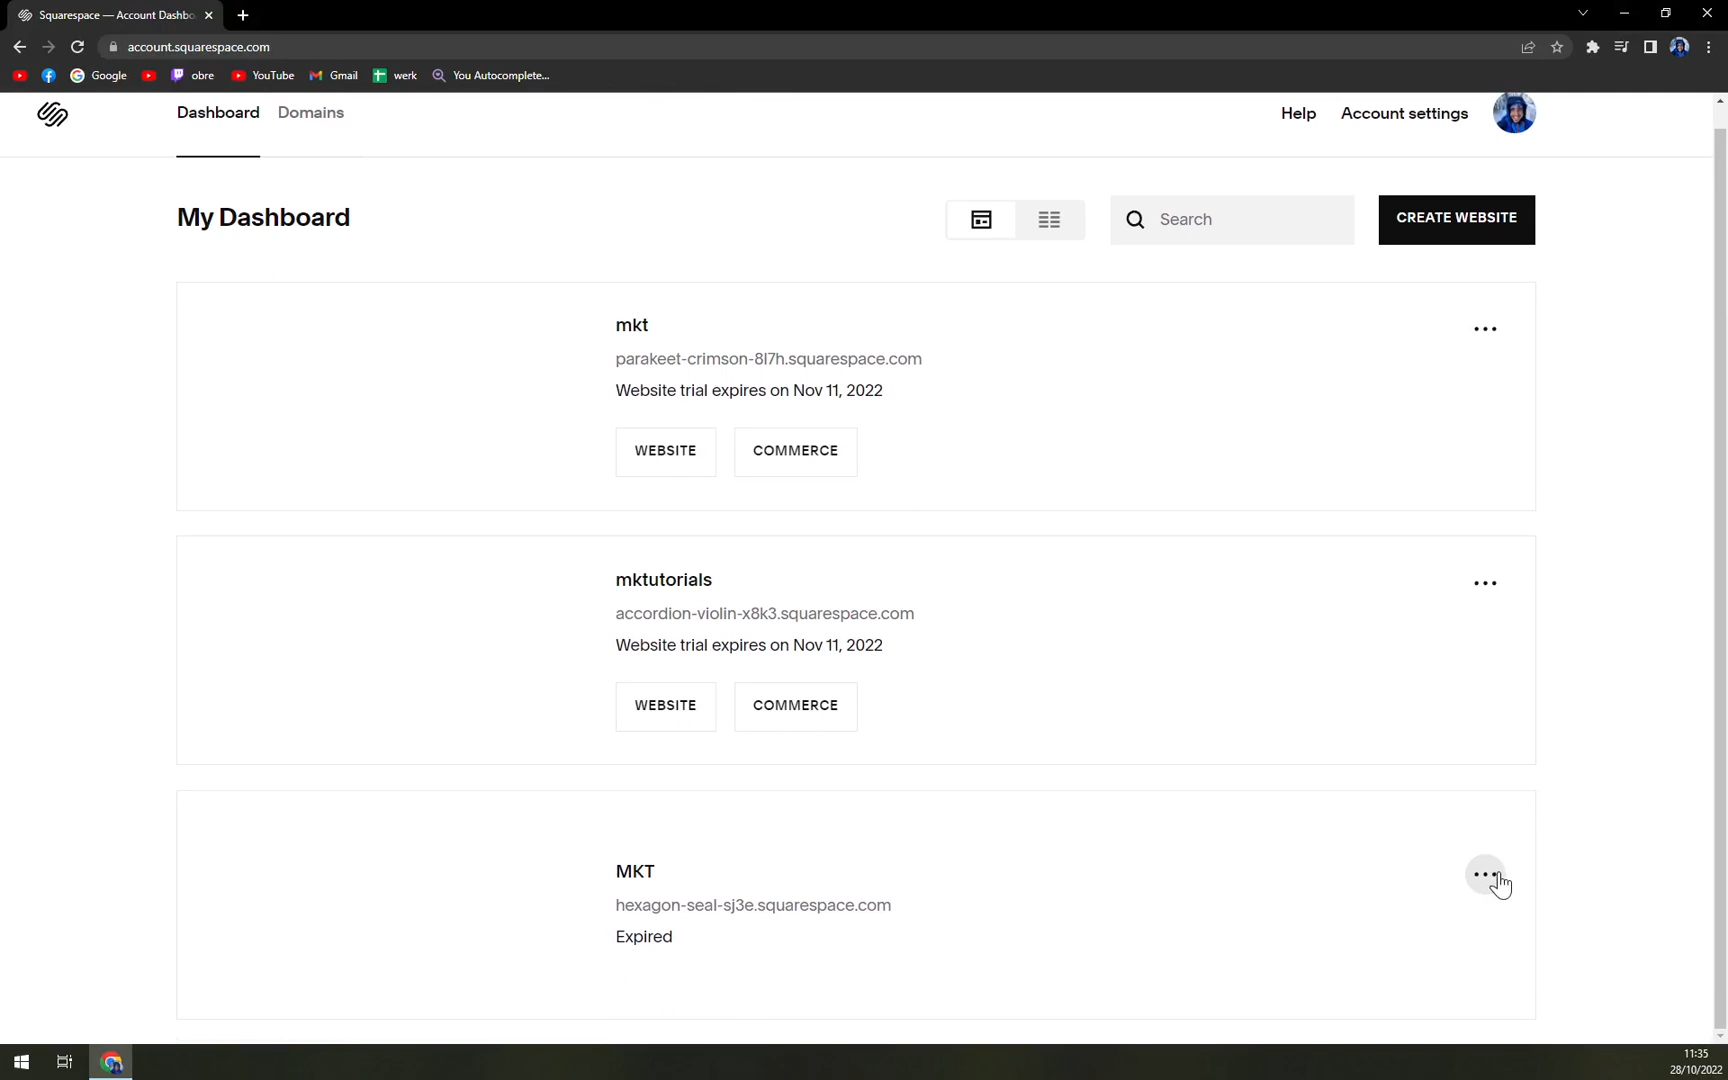 Squarespace — Account Dashbo
account.squarespace.com
Google
obre
YouTube
Gmail
werk
You Autocomplete...
Dashboard
Domains
Help
Account settings
My Dashboard
Search
CREATE WEBSITE
mkt
parakeet-crimson-8l7h.squarespace.com
Website trial expires on Nov 11, 2022
WEBSITE
COMMERCE
mktutorials
accordion-violin-x8k3.squarespace.com
Website trial expires on Nov 11, 2022
WEBSITE
COMMERCE
MKT
hexagon-seal-sj3e.squarespace.com
Expired
11:35
28/10/2022